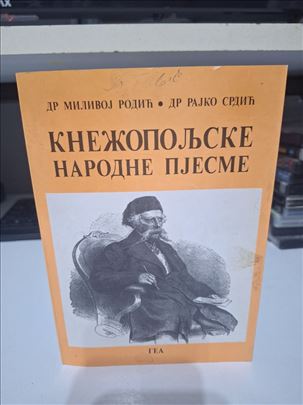 ДР МИЛИВОЈ РОДИЋ • ДР РАЈКО СРДИЋ
КНЕЖОПОЉСКЕ
НАРОДНЕ ПЈЕСМЕ
ГЕА